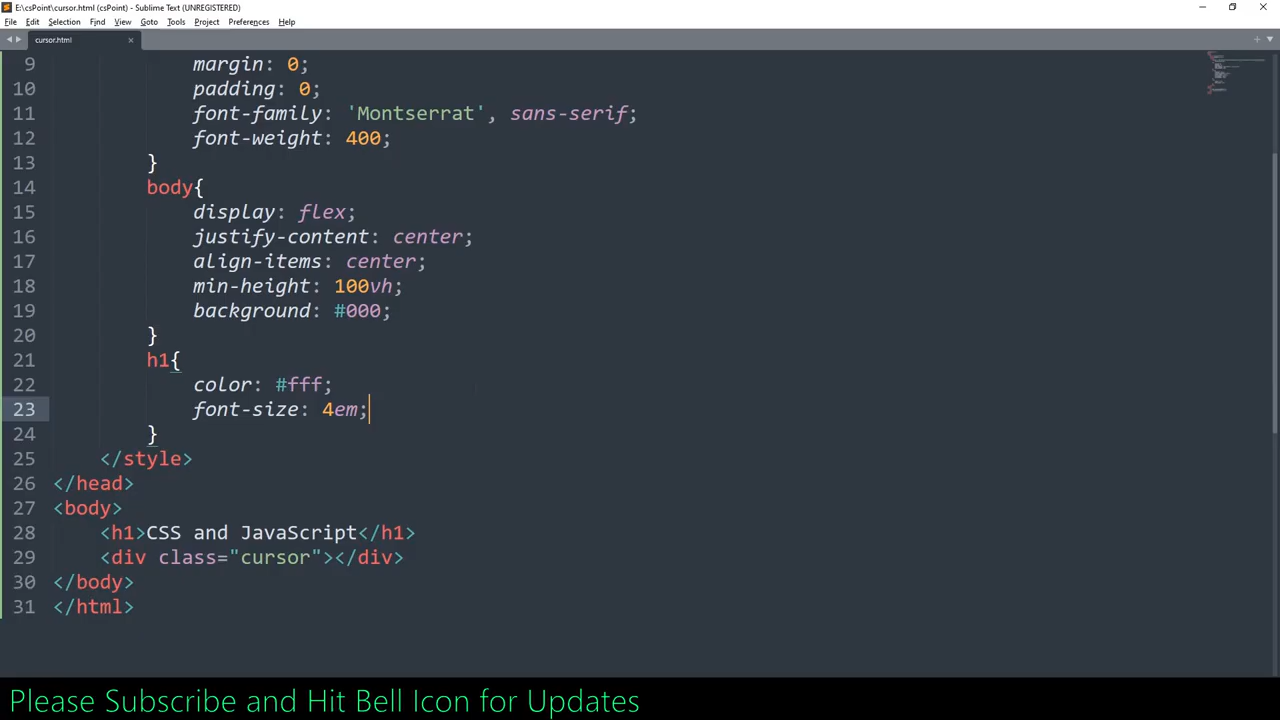 E:\csPoint\cursor.html (csPoint) - Sublime Text (UNREGISTERED)
File Edit Selection Find View Goto Tools Project Preferences Help
cursor.html
9 margin: 0;
10 padding: 0;
11 font-family: 'Montserrat', sans-serif;
12 font-weight: 400;
13 }
14 body{
15 display: flex;
16 justify-content: center;
17 align-items: center;
18 min-height: 100vh;
19 background: #000;
20 }
21 h1{
22 color: #fff;
23 font-size: 4em;
24 }
25 </style>
26 </head>
27 <body>
28 <h1>CSS and JavaScript</h1>
29 <div class="cursor"></div>
30 </body>
31 </html>
Please Subscribe and Hit Bell Icon for Updates